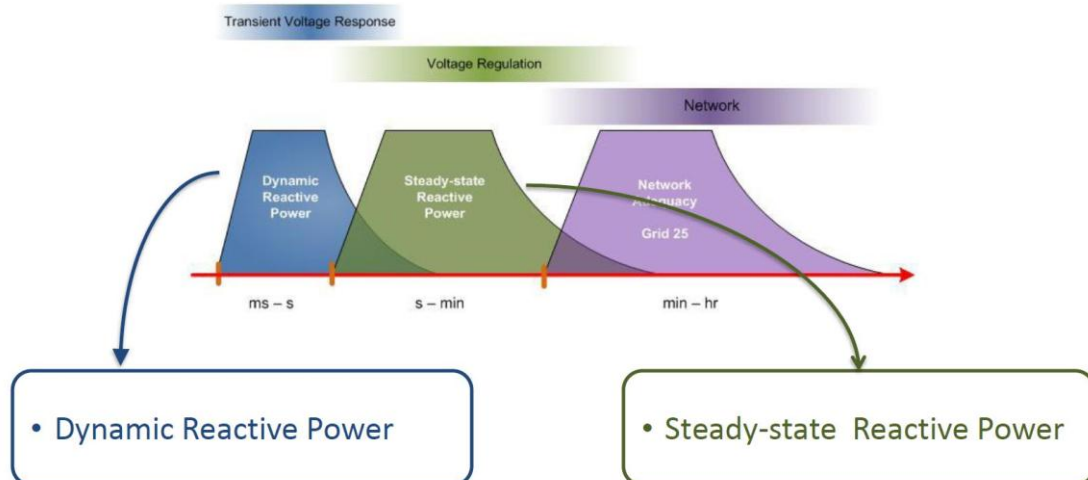 Transient Voltage Response
Voltage Regulation
Network
Dynamic
Reactive
Power
Steady-state
Reactive
Power
Network
Adequacy
Grid 25
ms – s
s – min
min – hr
• Dynamic Reactive Power
• Steady-state Reactive Power